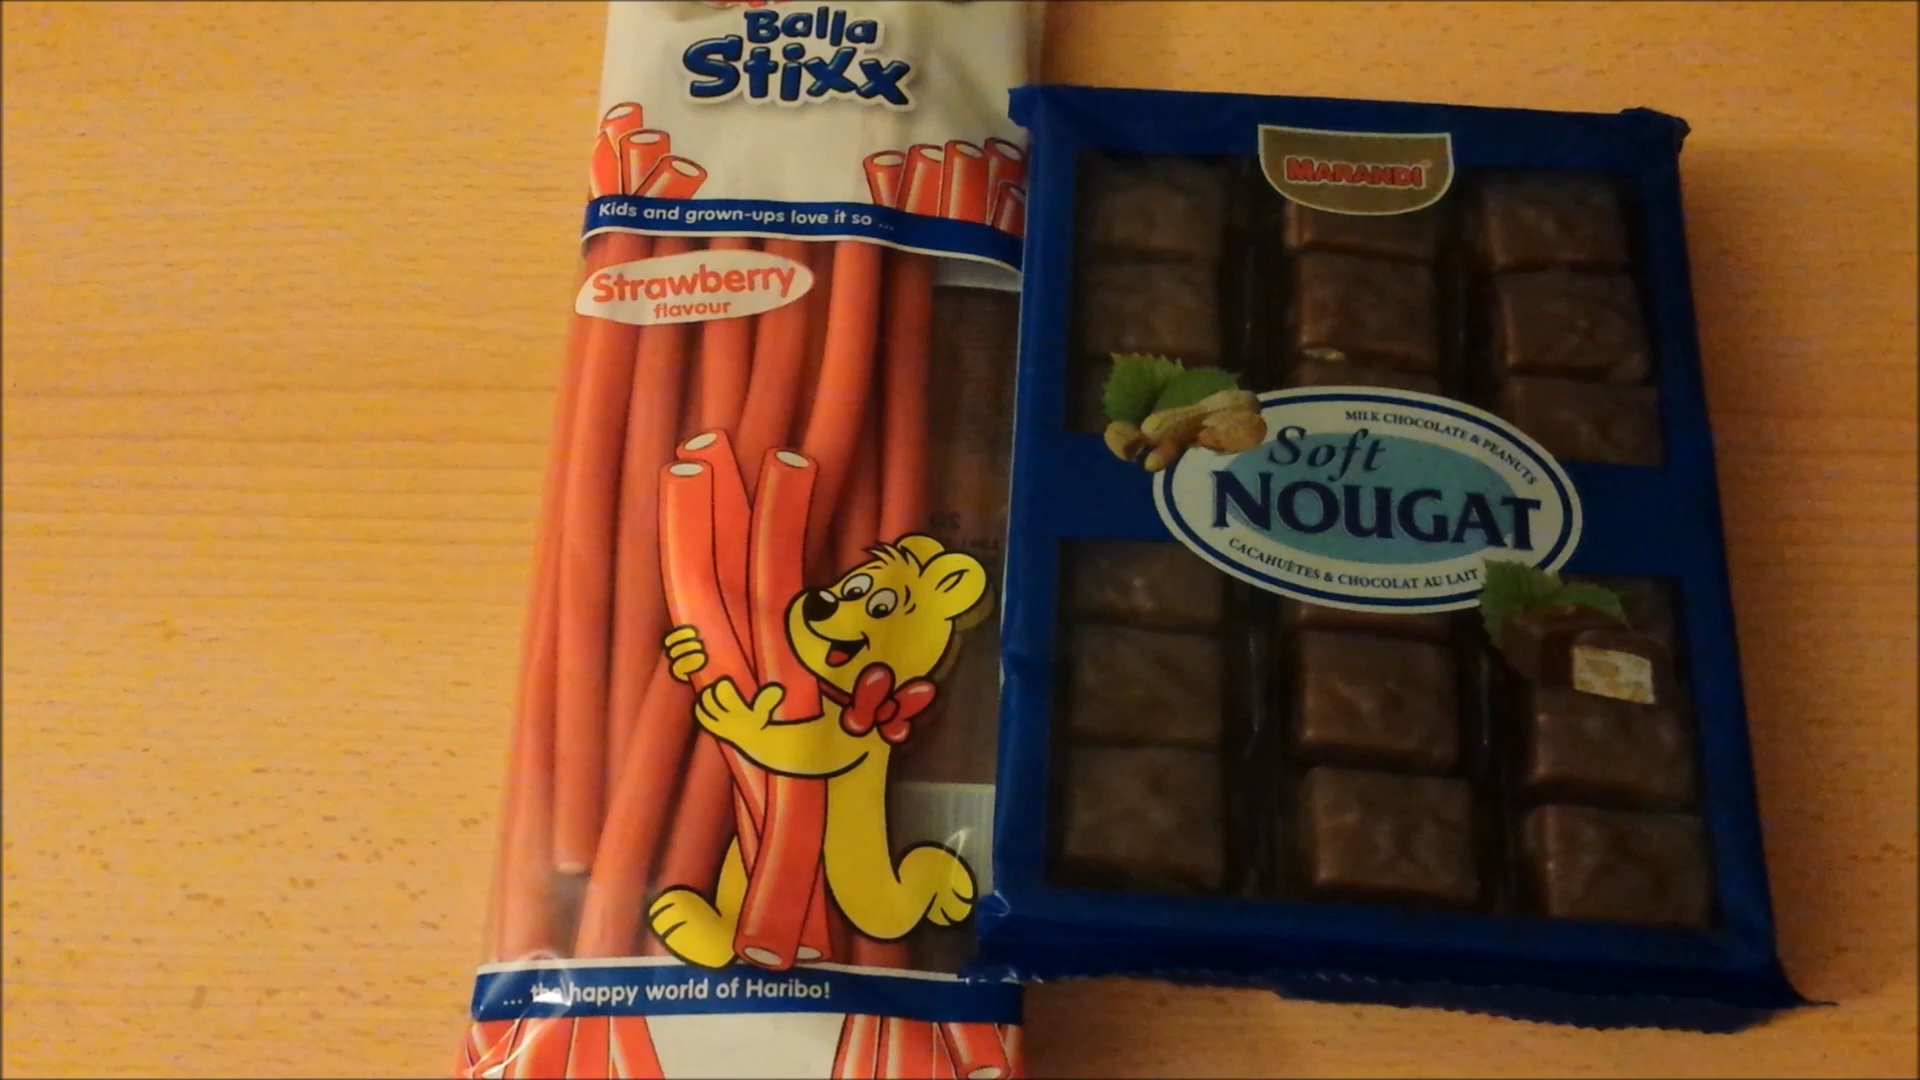 Balla
Stixx
Kids and grown-ups love it so ...
Strawberry
flavour
... the happy world of Haribo!
MARANDI
MILK CHOCOLATE & PEANUTS
Soft
NOUGAT
CACAHUÈTES & CHOCOLAT AU LAIT